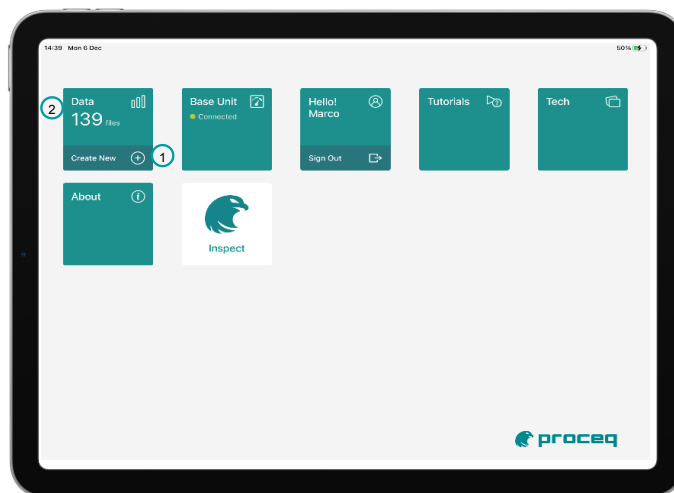 14:39 Mon 6 Dec
50%
2
Data
139 files
Create New
1
Base Unit
Connected
Hello!
Marco
Sign Out
Tutorials
Tech
About
Inspect
proceq